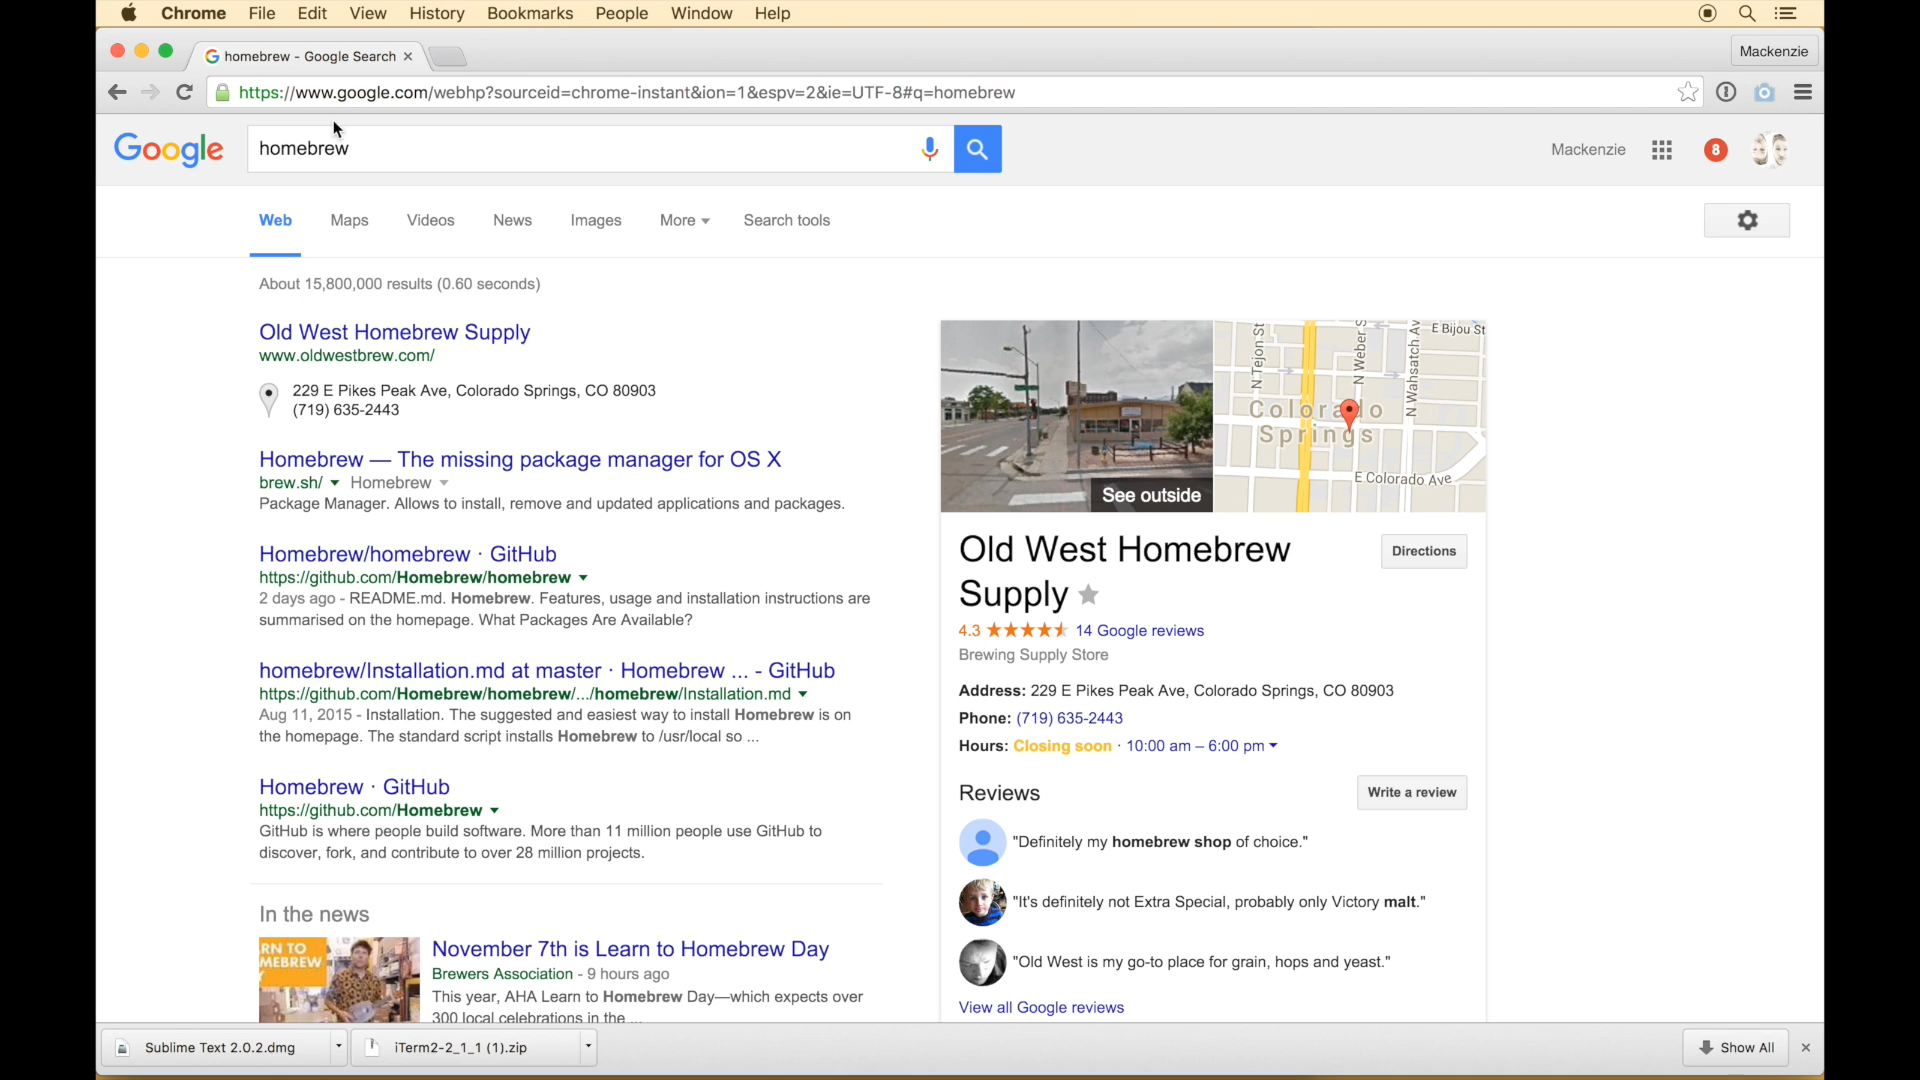 Chrome File Edit View History Bookmarks People Window Help
homebrew - Google Search
Mackenzie
https://www.google.com/webhp?sourceid=chrome-instant&ion=1&espv=2&ie=UTF-8#q=homebrew
Google
homebrew
Mackenzie
8
Web Maps Videos News Images More Search tools
About 15,800,000 results (0.60 seconds)
Old West Homebrew Supply
www.oldwestbrew.com/
229 E Pikes Peak Ave, Colorado Springs, CO 80903
(719) 635-2443
Homebrew — The missing package manager for OS X
brew.sh/ Homebrew
Package Manager. Allows to install, remove and updated applications and packages.
Homebrew/homebrew · GitHub
https://github.com/Homebrew/homebrew
2 days ago - README.md. Homebrew. Features, usage and installation instructions are
summarised on the homepage. What Packages Are Available?
homebrew/Installation.md at master · Homebrew ... - GitHub
https://github.com/Homebrew/homebrew/.../homebrew/Installation.md
Aug 11, 2015 - Installation. The suggested and easiest way to install Homebrew is on
the homepage. The standard script installs Homebrew to /usr/local so ...
Homebrew · GitHub
https://github.com/Homebrew
GitHub is where people build software. More than 11 million people use GitHub to
discover, fork, and contribute to over 28 million projects.
In the news
RN TO
MEBREW
November 7th is Learn to Homebrew Day
Brewers Association - 9 hours ago
This year, AHA Learn to Homebrew Day—which expects over
300 local celebrations in the ...
See outside
N Tejon St
N Weber S
N Wahsatch Av
E Bijou St
Colorado
Springs
E Colorado Ave
Old West Homebrew
Supply
Directions
4.3 14 Google reviews
Brewing Supply Store
Address: 229 E Pikes Peak Ave, Colorado Springs, CO 80903
Phone: (719) 635-2443
Hours: Closing soon · 10:00 am – 6:00 pm
Reviews
Write a review
"Definitely my homebrew shop of choice."
"It's definitely not Extra Special, probably only Victory malt."
"Old West is my go-to place for grain, hops and yeast."
View all Google reviews
Sublime Text 2.0.2.dmg
iTerm2-2_1_1 (1).zip
Show All